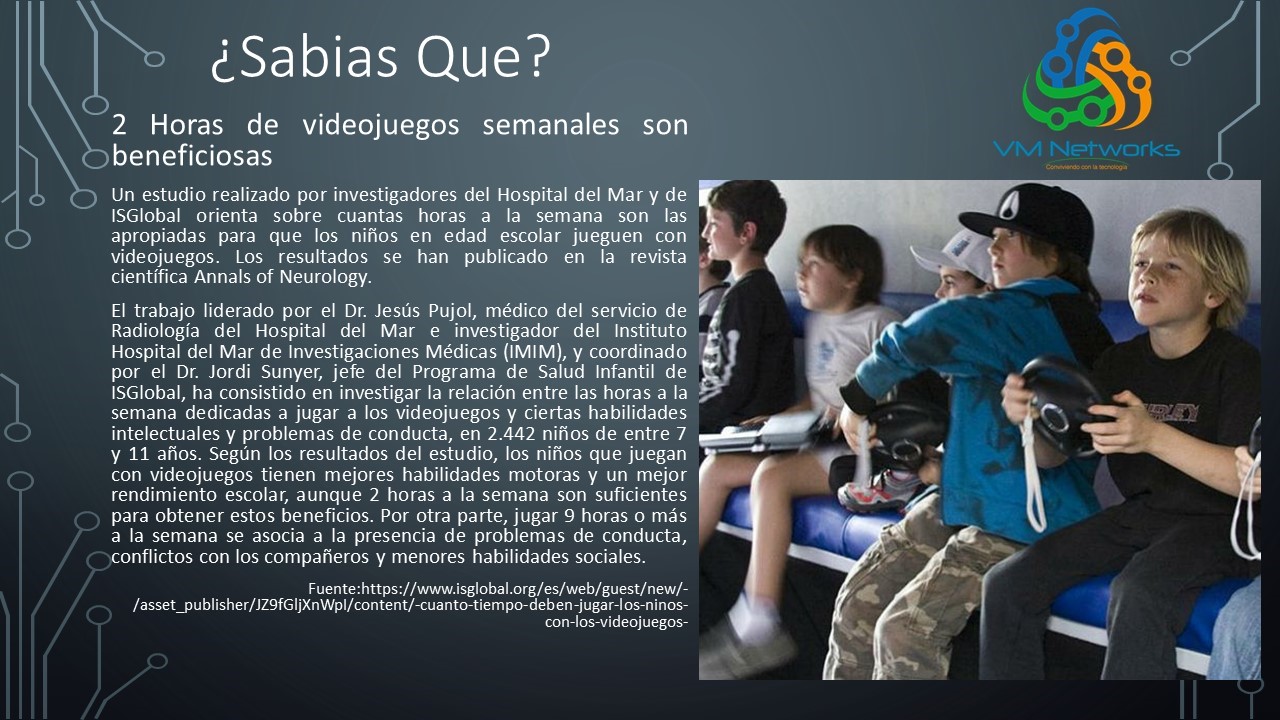 ¿Sabias Que?
VM Networks
Conviviendo con la tecnología
2 Horas de videojuegos semanales son
beneficiosas
Un estudio realizado por investigadores del Hospital del Mar y de
ISGlobal orienta sobre cuantas horas a la semana son las
apropiadas para que los niños en edad escolar jueguen con
videojuegos. Los resultados se han publicado en la revista
científica Annals of Neurology.
El trabajo liderado por el Dr. Jesús Pujol, médico del servicio de
Radiología del Hospital del Mar e investigador del Instituto
Hospital del Mar de Investigaciones Médicas (IMIM), y coordinado
por el Dr. Jordi Sunyer, jefe del Programa de Salud Infantil de
ISGlobal, ha consistido en investigar la relación entre las horas a la
semana dedicadas a jugar a los videojuegos y ciertas habilidades
intelectuales y problemas de conducta, en 2.442 niños de entre 7
y 11 años. Según los resultados del estudio, los niños que juegan
con videojuegos tienen mejores habilidades motoras y un mejor
rendimiento escolar, aunque 2 horas a la semana son suficientes
para obtener estos beneficios. Por otra parte, jugar 9 horas o más
a la semana se asocia a la presencia de problemas de conducta,
conflictos con los compañeros y menores habilidades sociales.
Fuente:https://www.isglobal.org/es/web/guest/new/-
/asset_publisher/JZ9fGljXnWpI/content/-cuanto-tiempo-deben-jugar-los-ninos-
con-los-videojuegos-